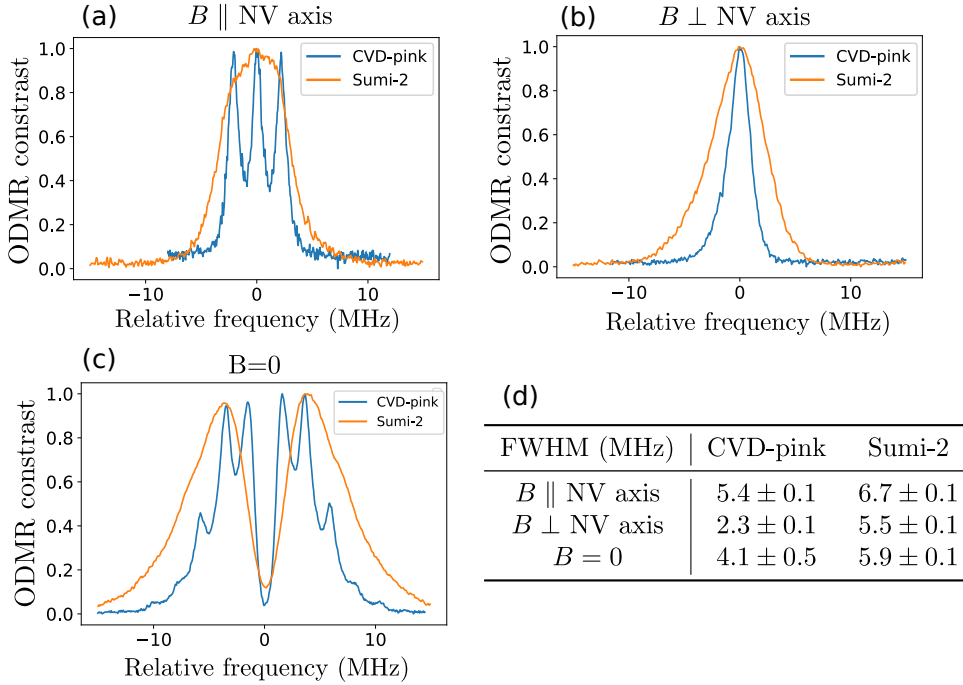 (a)
B ∥ NV axis
CVD-pink
Sumi-2
1.0
0.8
0.6
0.4
0.2
0.0
ODMR constrast
−10
0
10
Relative frequency (MHz)
(b)
B ⊥ NV axis
CVD-pink
Sumi-2
1.0
0.8
0.6
0.4
0.2
0.0
ODMR constrast
−10
0
10
Relative frequency (MHz)
(c)
B=0
CVD-pink
Sumi-2
1.0
0.8
0.6
0.4
0.2
0.0
ODMR constrast
−10
0
10
Relative frequency (MHz)
(d)
FWHM (MHz) CVD-pink Sumi-2
B ∥ NV axis 5.4 ± 0.1 6.7 ± 0.1
B ⊥ NV axis 2.3 ± 0.1 5.5 ± 0.1
B = 0 4.1 ± 0.5 5.9 ± 0.1